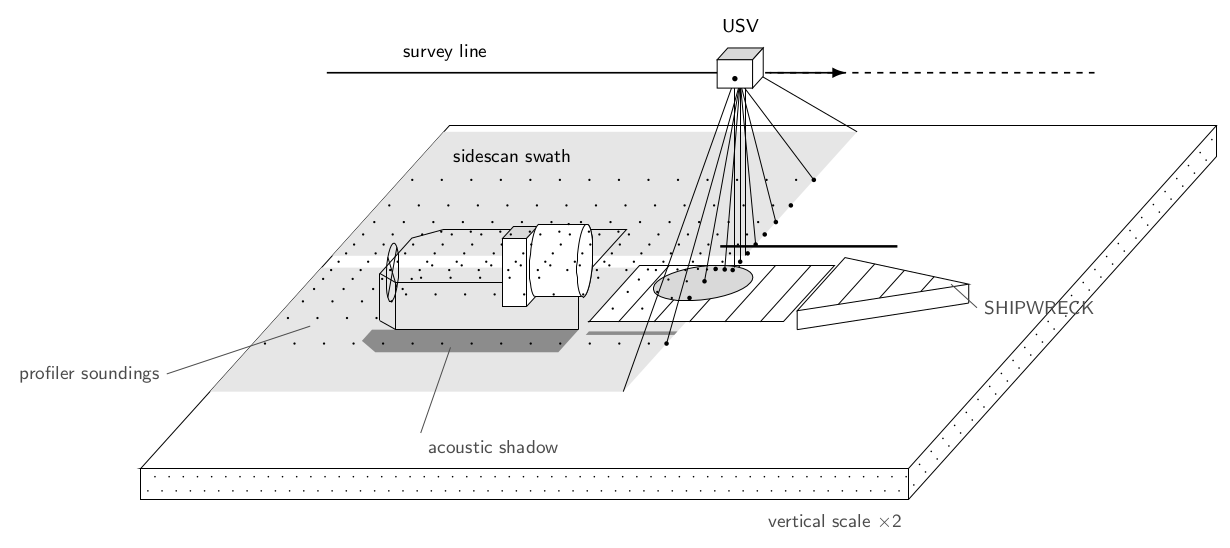 USV
survey line
sidescan swath
SHIPWRECK
profiler soundings
acoustic shadow
vertical scale ×2